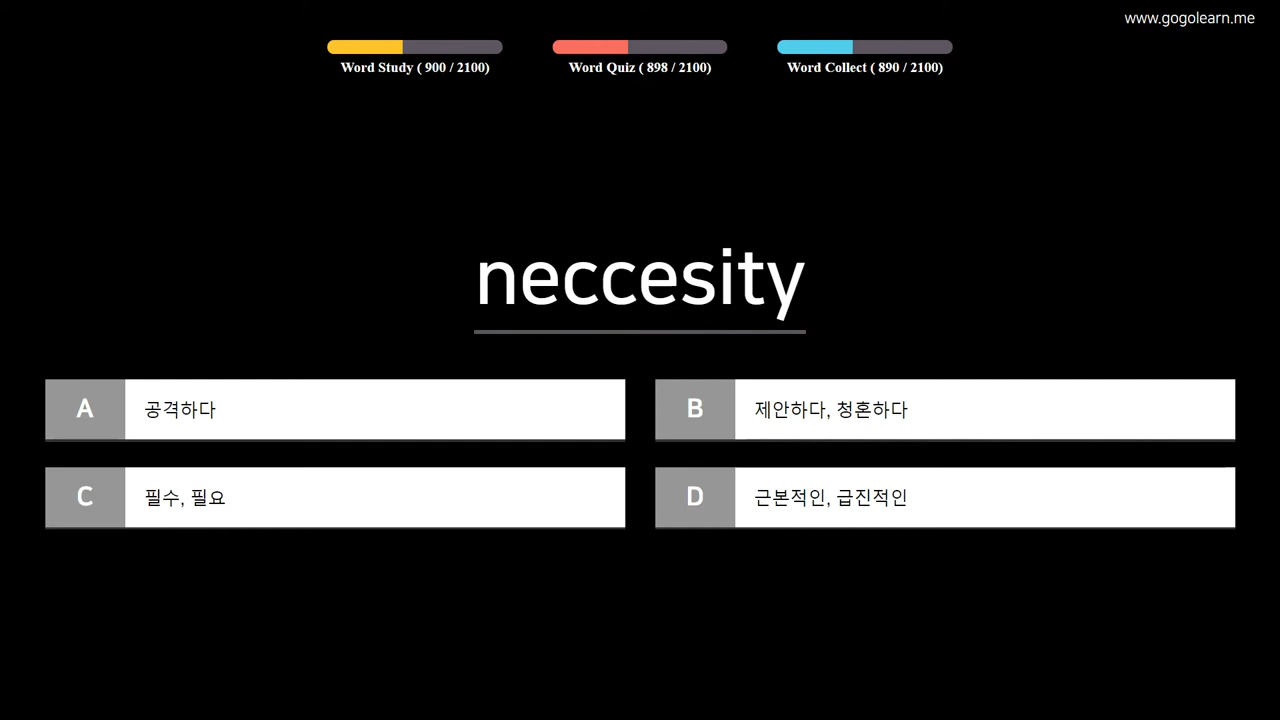 www.gogolearn.me
Word Study ( 900 / 2100)
Word Quiz ( 898 / 2100)
Word Collect ( 890 / 2100)
neccesity
A 공격하다
B 제안하다, 청혼하다
C 필수, 필요
D 근본적인, 급진적인